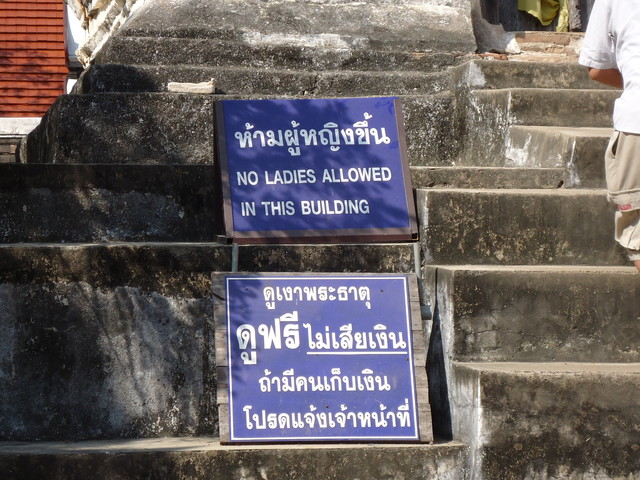 ห้ามผู้หญิงขึ้น
NO LADIES ALLOWED
IN THIS BUILDING
ดูเงาพระธาตุ
ดูฟรี ไม่เสียเงิน
ถ้ามีคนเก็บเงิน
โปรดแจ้งเจ้าหน้าที่